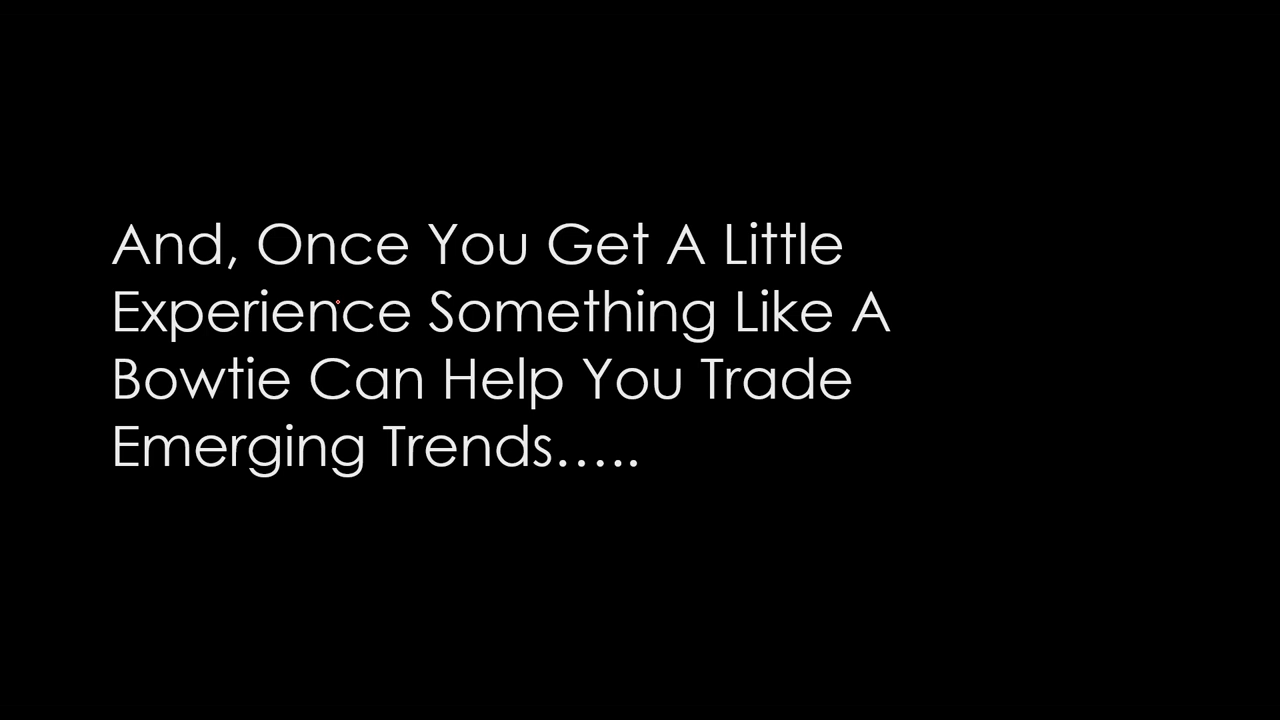 And, Once You Get A Little
Experience Something Like A
Bowtie Can Help You Trade
Emerging Trends…..